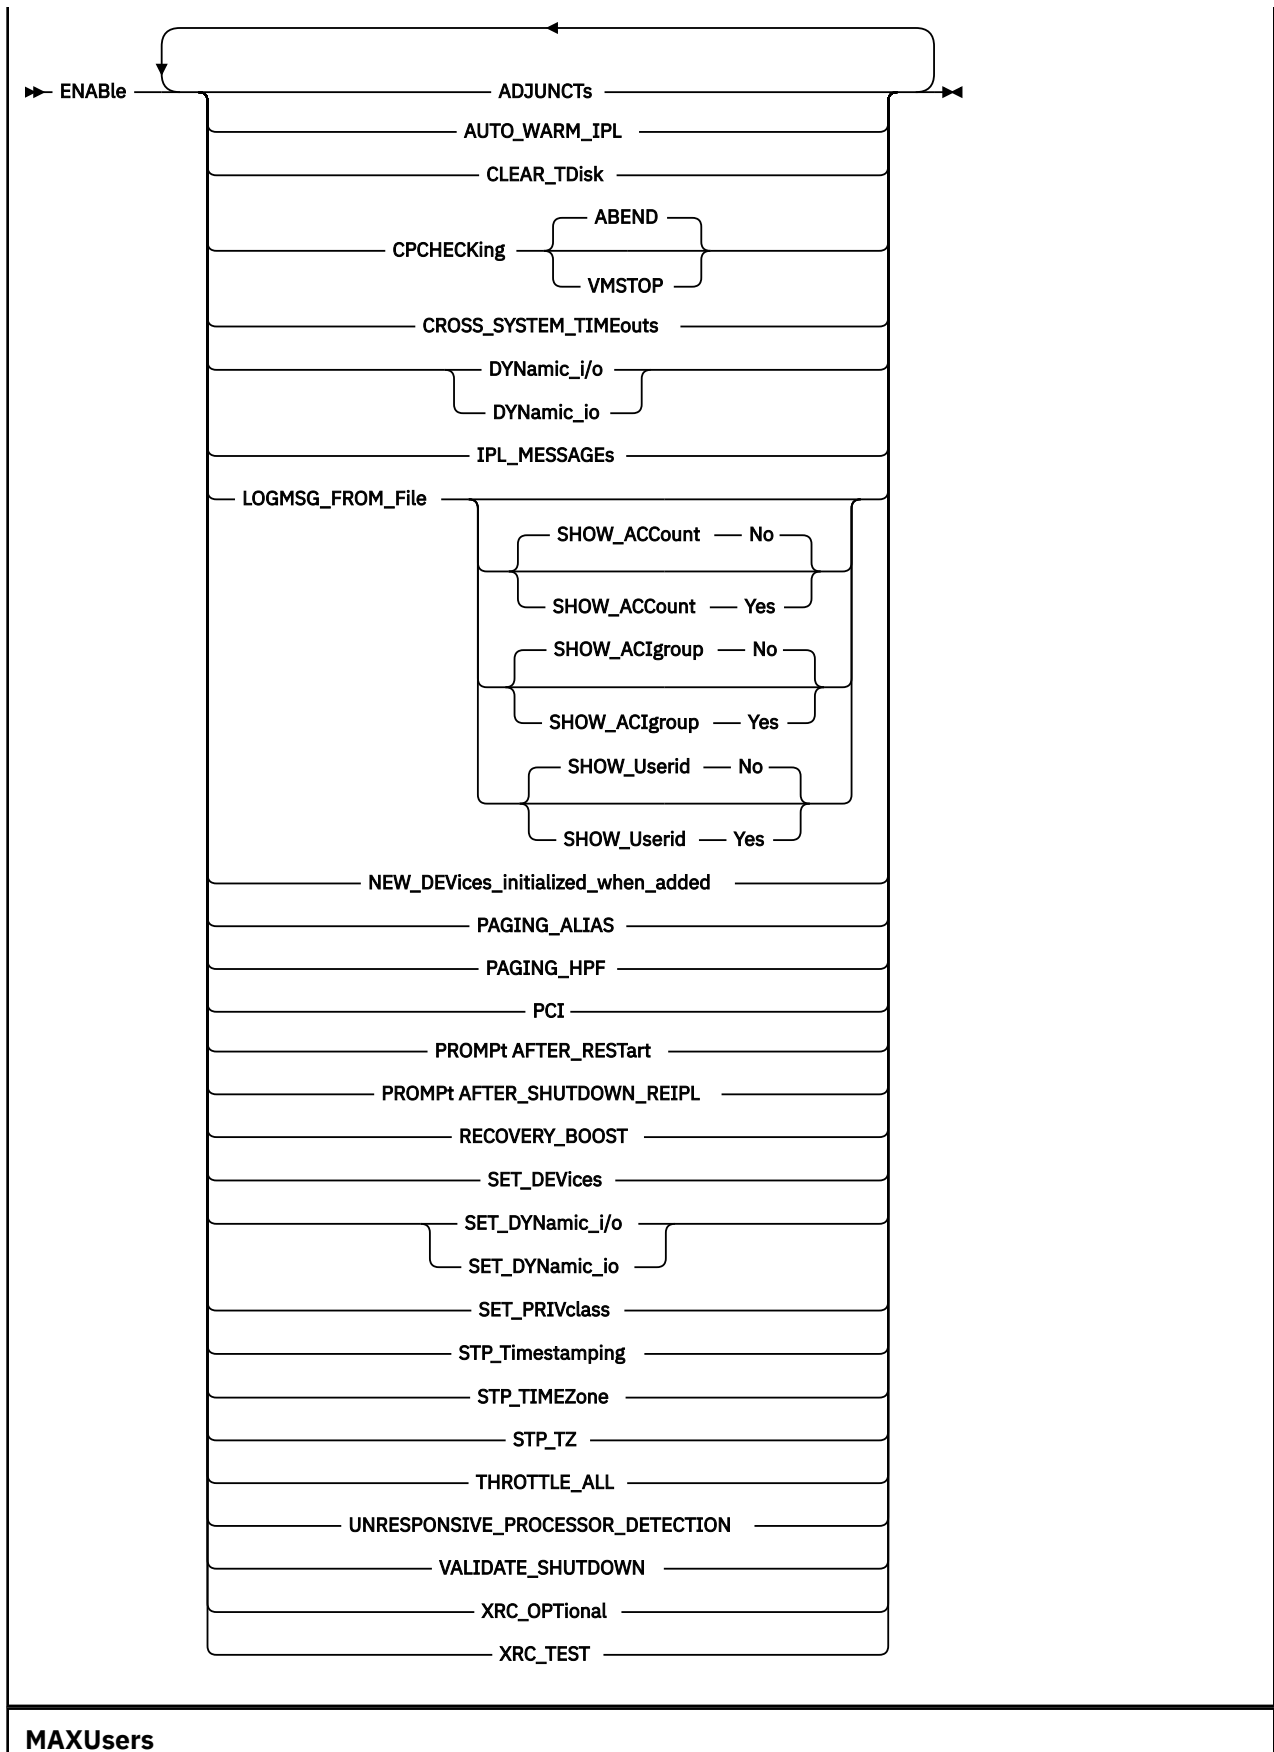 ENABle ADJUNCTs
AUTO_WARM_IPL
CLEAR_TDisk
ABEND
CPCHECKing
VMSTOP
CROSS_SYSTEM_TIMEouts
DYNamic_i/o
DYNamic_io
IPL_MESSAGEs
LOGMSG_FROM_File
SHOW_ACCount No
SHOW_ACCount Yes
SHOW_ACIgroup No
SHOW_ACIgroup Yes
SHOW_Userid No
SHOW_Userid Yes
NEW_DEVices_initialized_when_added
PAGING_ALIAS
PAGING_HPF
PCI
PROMPt AFTER_RESTart
PROMPt AFTER_SHUTDOWN_REIPL
RECOVERY_BOOST
SET_DEVices
SET_DYNamic_i/o
SET_DYNamic_io
SET_PRIVclass
STP_Timestamping
STP_TIMEZone
STP_TZ
THROTTLE_ALL
UNRESPONSIVE_PROCESSOR_DETECTION
VALIDATE_SHUTDOWN
XRC_OPTional
XRC_TEST
MAXUsers